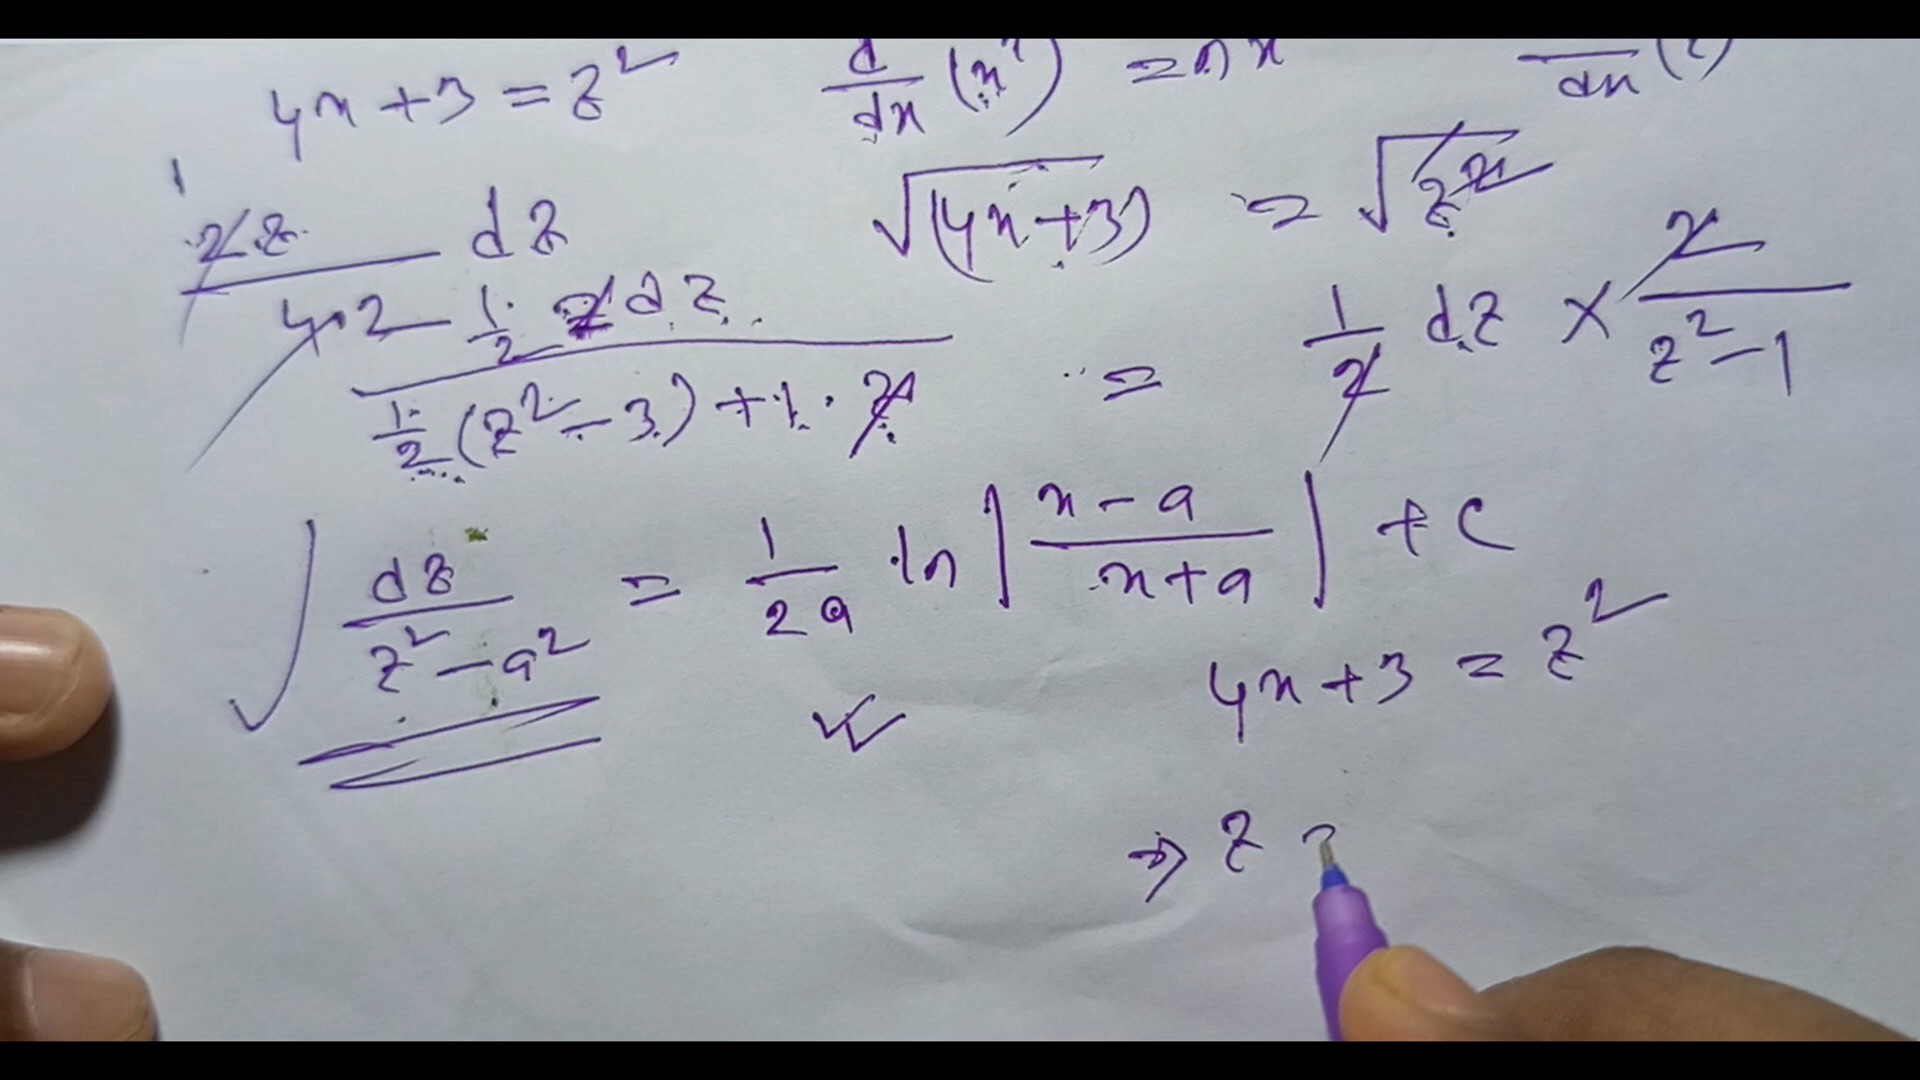 4x + 3 = z²   d/dx (xⁿ) = nx   /dx (z)
√(4x+3) = √z²
2z/4·2 dz
1/2 z dz / 1/2 (z² - 3) + 1 · z = 1/2 dz × 2/z² - 1
∫ dz/z² - a² = 1/2a ln |x - a/x + a| + c
4x + 3 = z²
⇒ z